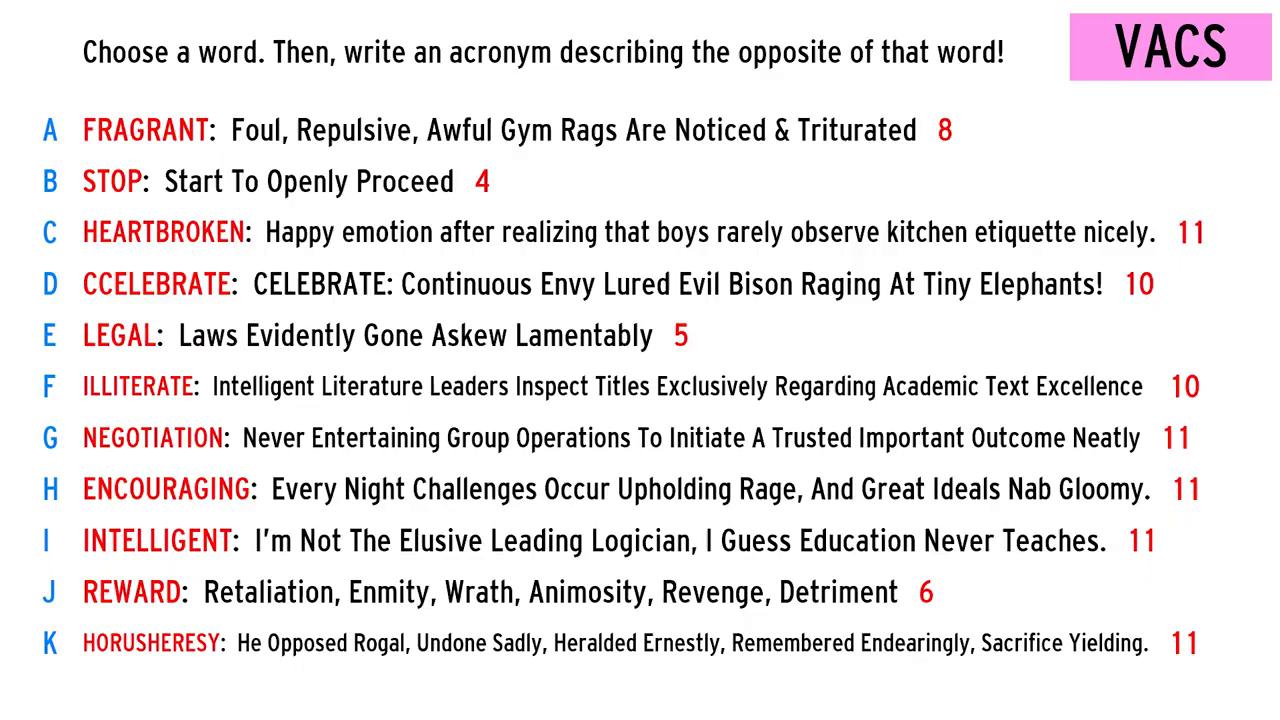 Choose a word. Then, write an acronym describing the opposite of that word!
VACS
A FRAGRANT: Foul, Repulsive, Awful Gym Rags Are Noticed & Triturated 8
B STOP: Start To Openly Proceed 4
C HEARTBROKEN: Happy emotion after realizing that boys rarely observe kitchen etiquette nicely. 11
D CCELEBRATE: CELEBRATE: Continuous Envy Lured Evil Bison Raging At Tiny Elephants! 10
E LEGAL: Laws Evidently Gone Askew Lamentably 5
F ILLITERATE: Intelligent Literature Leaders Inspect Titles Exclusively Regarding Academic Text Excellence 10
G NEGOTIATION: Never Entertaining Group Operations To Initiate A Trusted Important Outcome Neatly 11
H ENCOURAGING: Every Night Challenges Occur Upholding Rage, And Great Ideals Nab Gloomy. 11
I INTELLIGENT: I'm Not The Elusive Leading Logician, I Guess Education Never Teaches. 11
J REWARD: Retaliation, Enmity, Wrath, Animosity, Revenge, Detriment 6
K HORUSHERESY: He Opposed Rogal, Undone Sadly, Heralded Ernestly, Remembered Endearingly, Sacrifice Yielding. 11